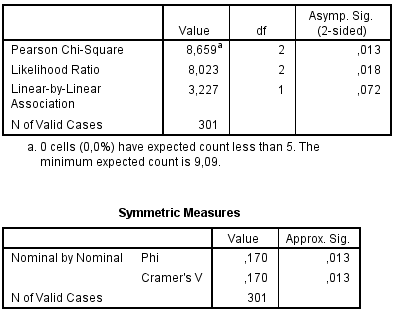 Value df Asymp. Sig. (2-sided)
Pearson Chi-Square 8,659a 2 ,013
Likelihood Ratio 8,023 2 ,018
Linear-by-Linear Association 3,227 1 ,072
N of Valid Cases 301
a. 0 cells (0,0%) have expected count less than 5. The
minimum expected count is 9,09.
Symmetric Measures
Value Approx. Sig.
Nominal by Nominal Phi ,170 ,013
Cramer's V ,170 ,013
N of Valid Cases 301